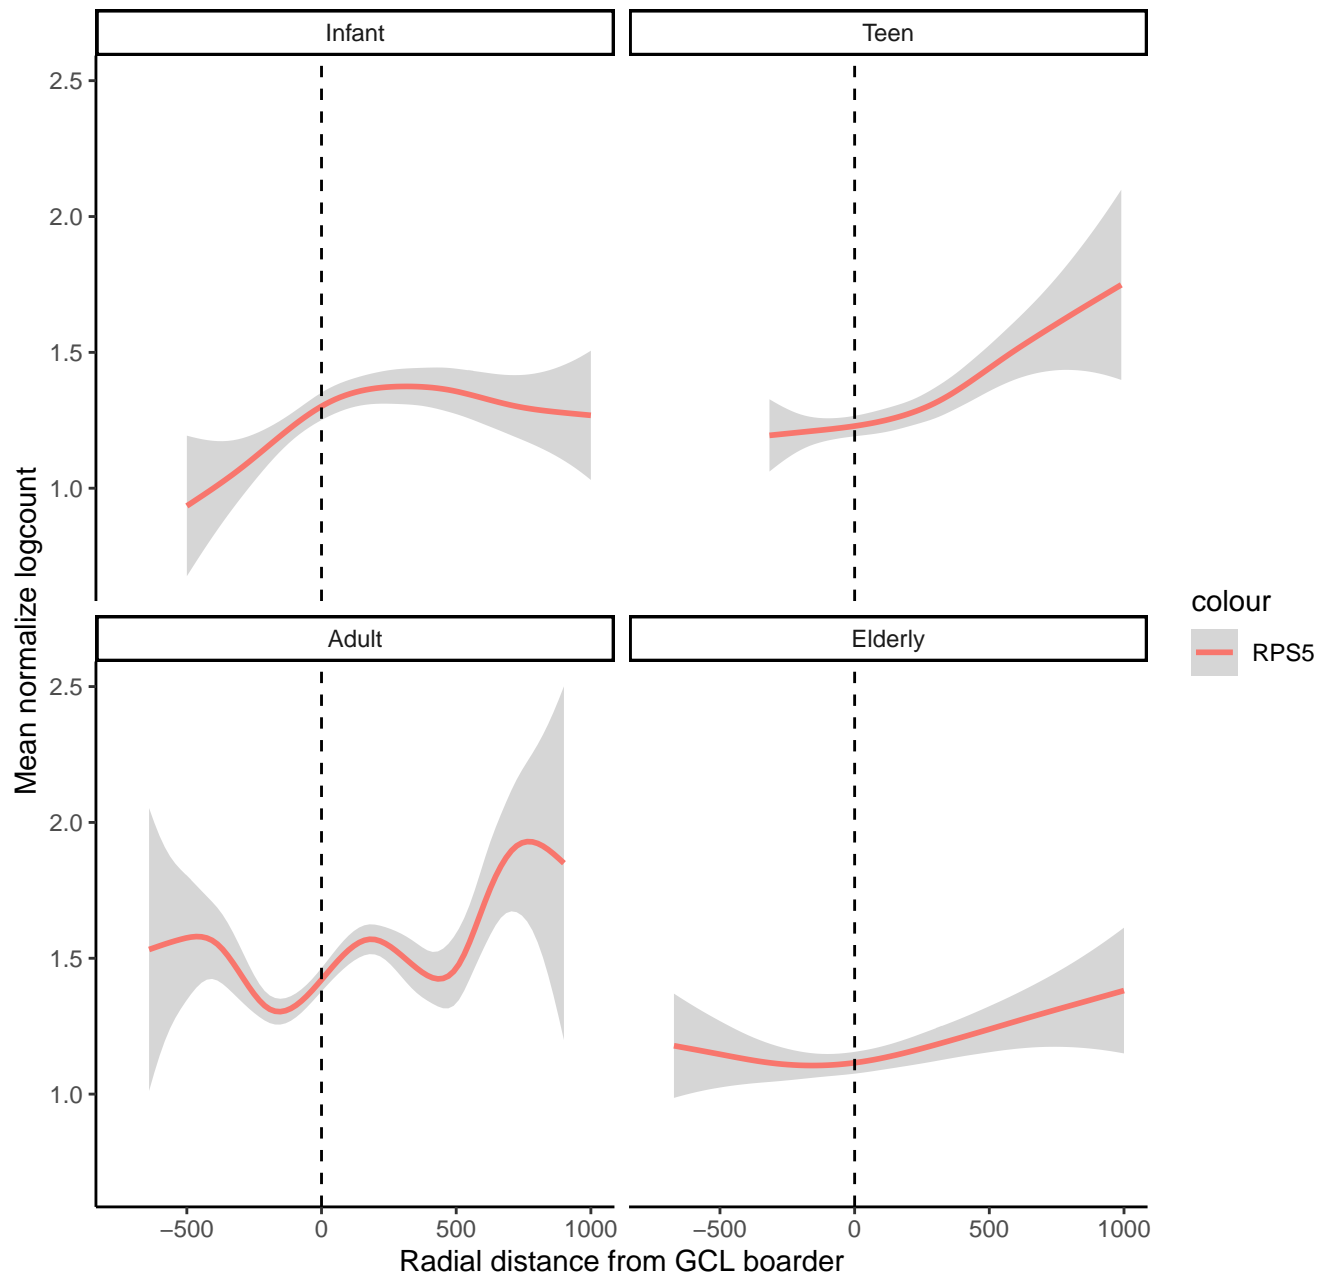 Infant
Teen
2.5
2.0
1.5
1.0
Adult
Elderly
2.5
2.0
1.5
1.0
−500
0
500
1000
−500
0
500
1000
Radial distance from GCL boarder
Mean normalize logcount
colour
RPS5